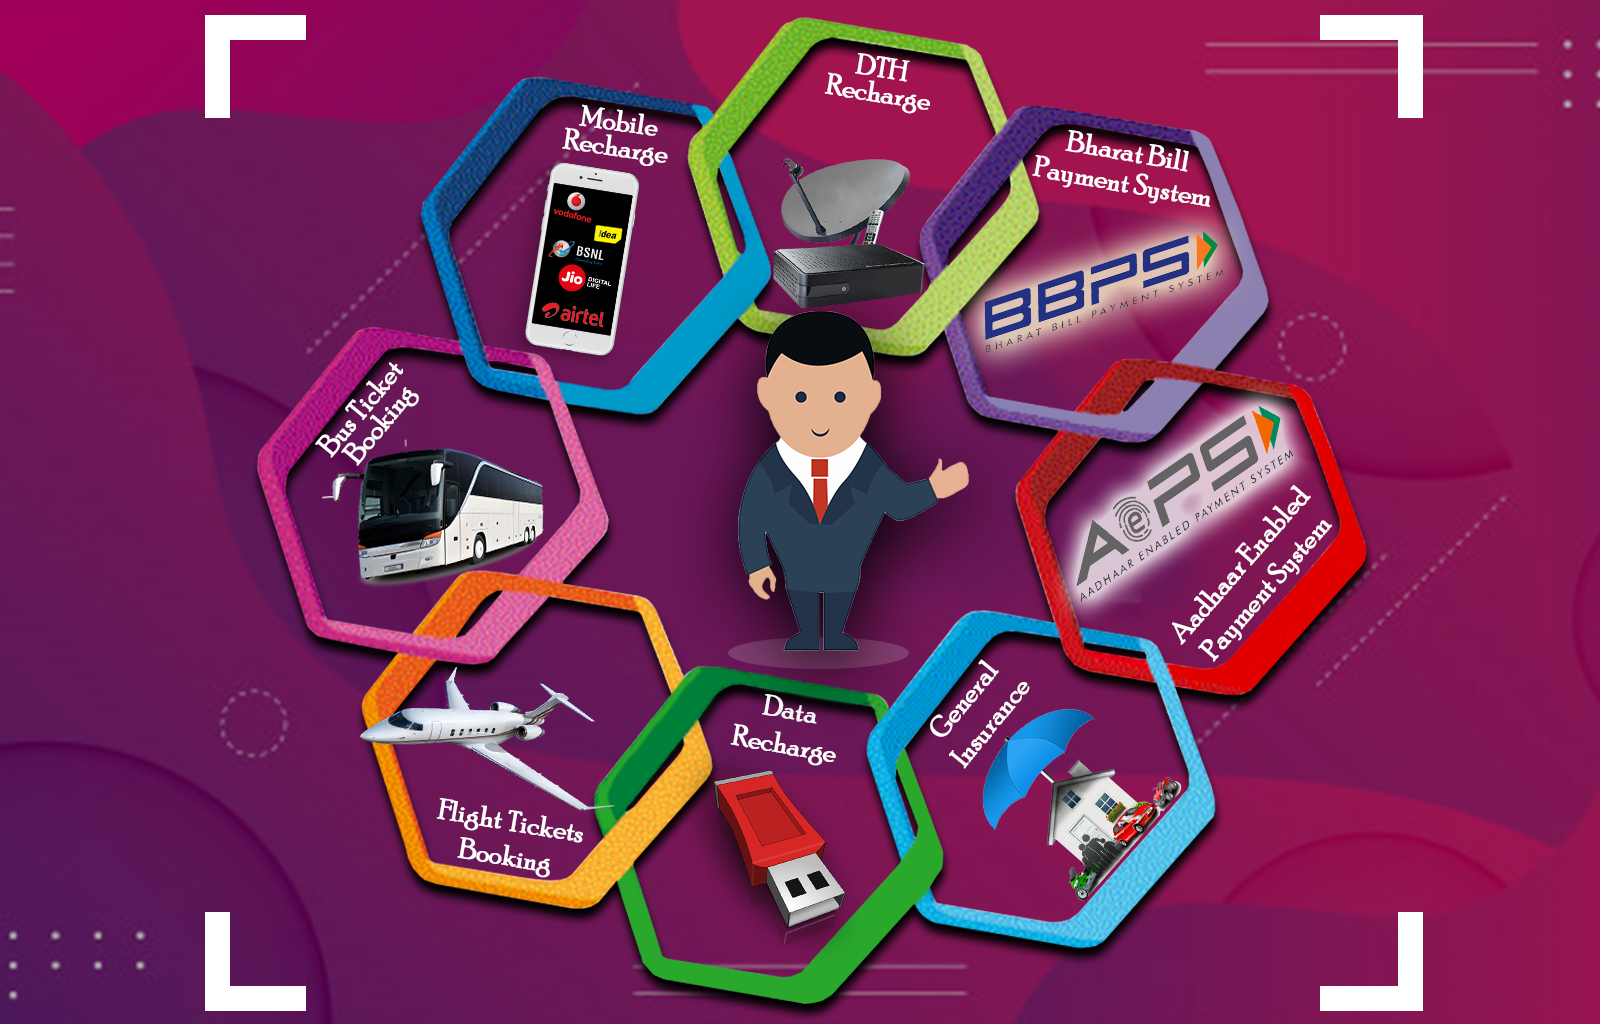 DTH
Recharge
Mobile
Recharge
vodafone
!dea
BSNL
Jio
DIGITAL
LIFE
airtel
Bharat Bill
Payment System
BBPS
BHARAT BILL PAYMENT SYSTEM
Bus Ticket
Booking
AePS
AADHAAR ENABLED PAYMENT SYSTEM
Aadhaar Enabled
Payment System
Flight Tickets
Booking
Data
Recharge
General
Insurance